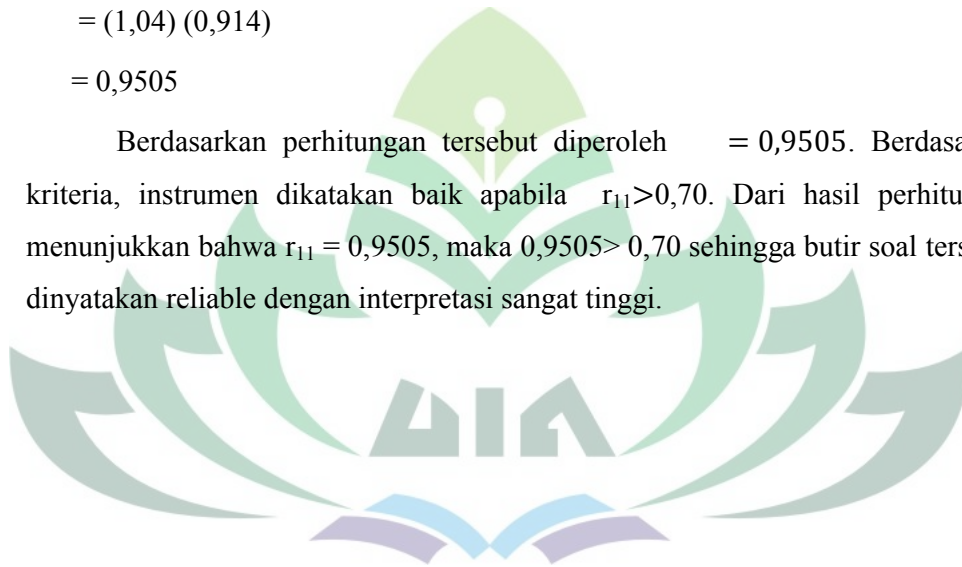 = (1,04) (0,914)
= 0,9505
Berdasarkan perhitungan tersebut diperoleh = 0,9505. Berdasa
kriteria, instrumen dikatakan baik apabila r₁₁>0,70. Dari hasil perhitu
menunjukkan bahwa r₁₁ = 0,9505, maka 0,9505> 0,70 sehingga butir soal ters
dinyatakan reliable dengan interpretasi sangat tinggi.
UIN